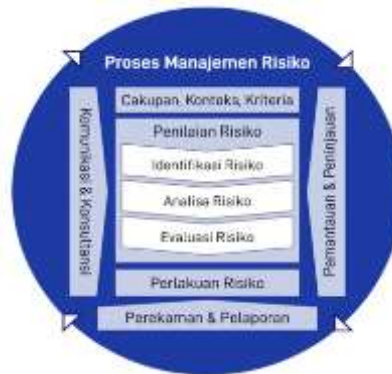 Proses Manajemen Risiko
Cakupan, Konteks, Kriteria
Penilaian Risiko
Identifikasi Risiko
Analisa Risiko
Evaluasi Risiko
Perlakuan Risiko
Perekaman & Pelaporan
Komunikasi & Konsultansi
Pemantauan & Peninjauan